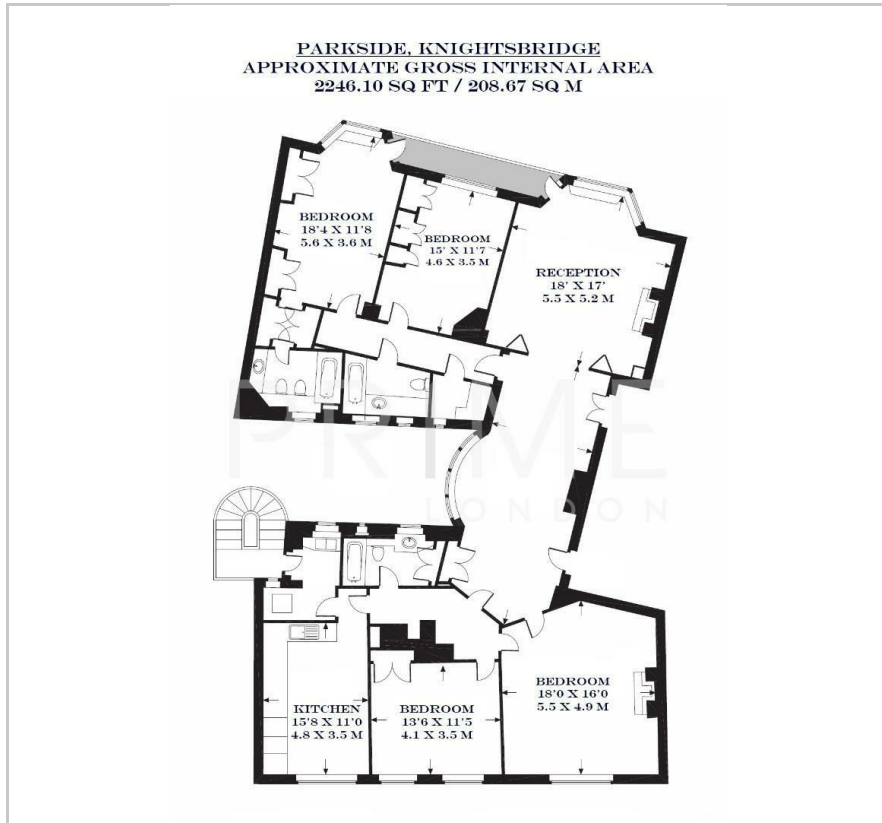 PARKSIDE, KNIGHTSBRIDGE
APPROXIMATE GROSS INTERNAL AREA
2246.10 SQ FT / 208.67 SQ M
BEDROOM
18'4 X 11'8
5.6 X 3.6 M
BEDROOM
15' X 11'7
4.6 X 3.5 M
RECEPTION
18' X 17'
5.5 X 5.2 M
PRIME
LONDON
KITCHEN
15'8 X 11'0
4.8 X 3.5 M
BEDROOM
13'6 X 11'5
4.1 X 3.5 M
BEDROOM
18'0 X 16'0
5.5 X 4.9 M